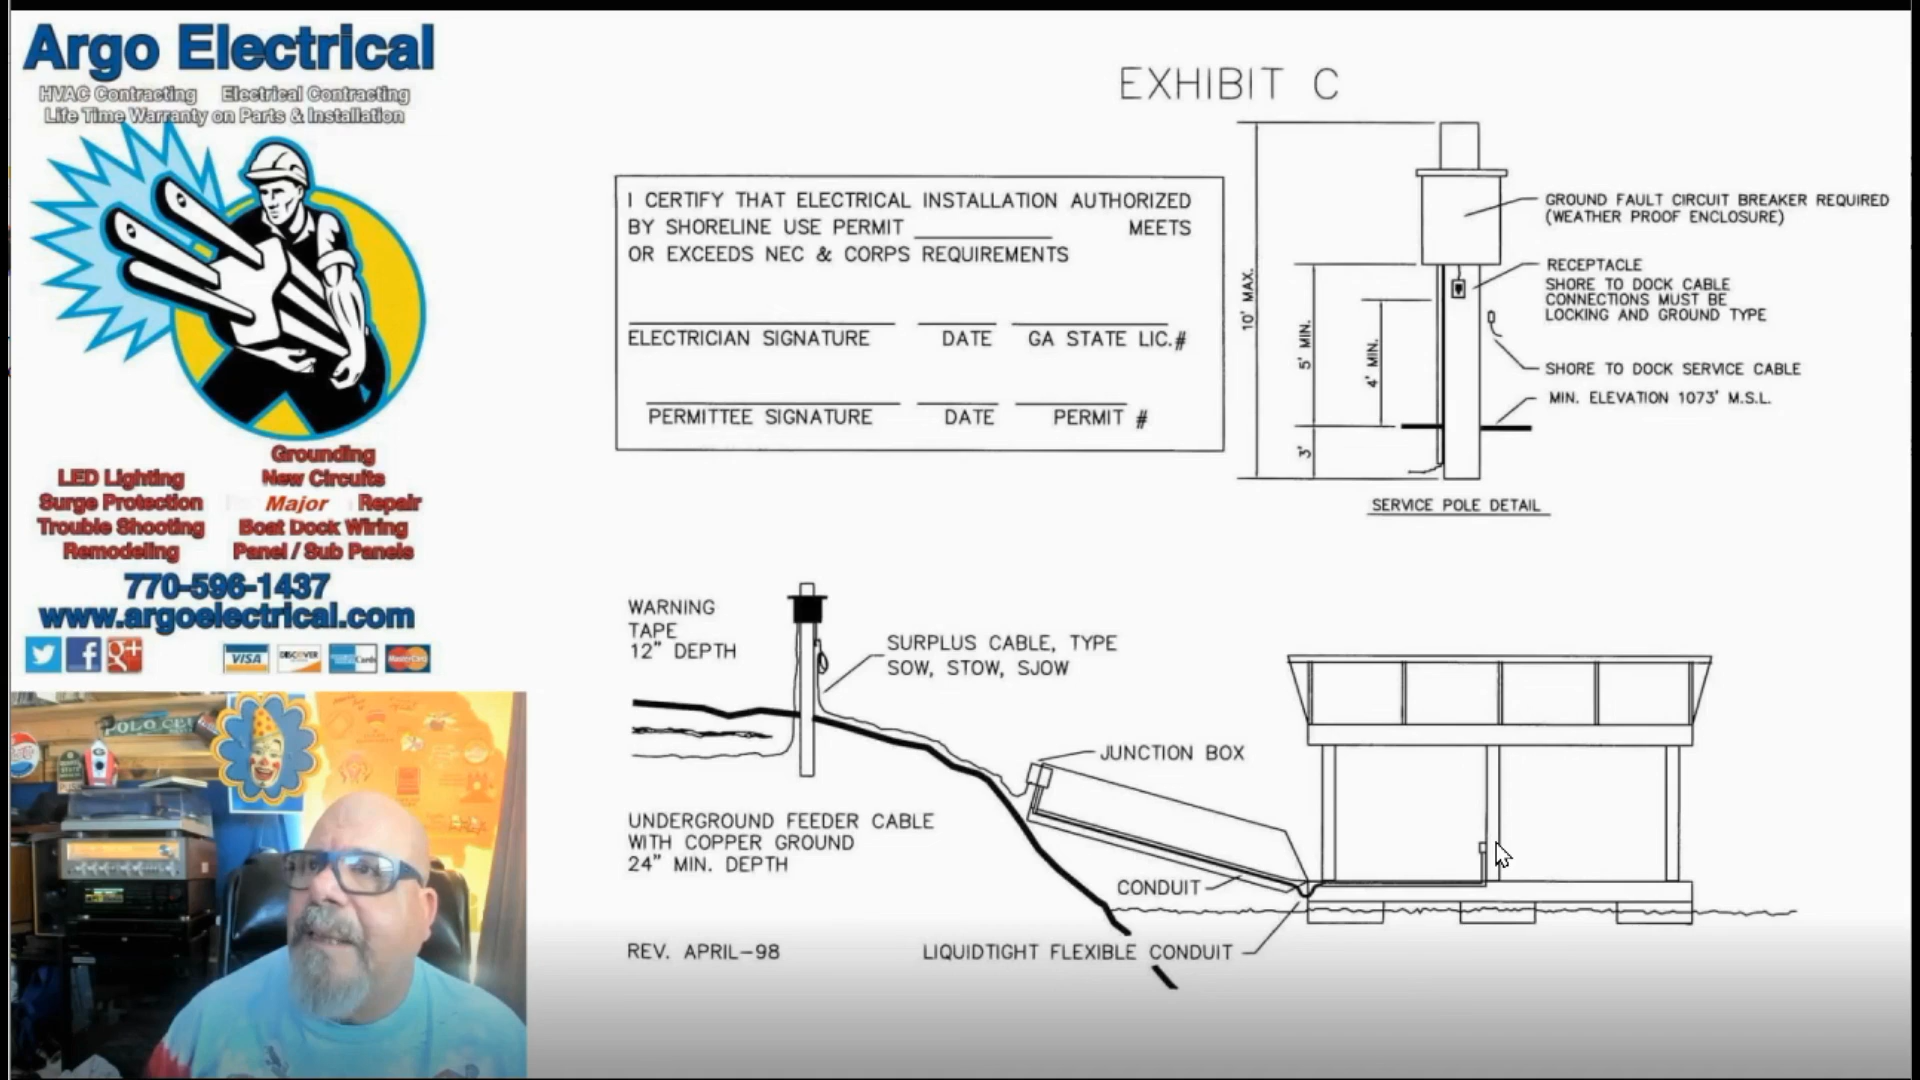 Argo Electrical
HVAC Contracting Electrical Contracting
Life Time Warranty on Parts & Installation
Grounding
LED Lighting New Circuits
Surge Protection Major Repair
Trouble Shooting Boat Dock Wiring
Remodeling Panel / Sub Panels
770-596-1437
www.argoelectrical.com
VISA DISCOVER MasterCard
POLO
EXHIBIT C
I CERTIFY THAT ELECTRICAL INSTALLATION AUTHORIZED
BY SHORELINE USE PERMIT ____________ MEETS
OR EXCEEDS NEC & CORPS REQUIREMENTS
ELECTRICIAN SIGNATURE DATE GA STATE LIC.#
PERMITTEE SIGNATURE DATE PERMIT #
10' MAX.
5' MIN.
4' MIN.
3'
GROUND FAULT CIRCUIT BREAKER REQUIRED
(WEATHER PROOF ENCLOSURE)
RECEPTACLE
SHORE TO DOCK CABLE
CONNECTIONS MUST BE
LOCKING AND GROUND TYPE
SHORE TO DOCK SERVICE CABLE
MIN. ELEVATION 1073' M.S.L.
SERVICE POLE DETAIL
WARNING
TAPE
12" DEPTH
SURPLUS CABLE, TYPE
SOW, STOW, SJOW
JUNCTION BOX
UNDERGROUND FEEDER CABLE
WITH COPPER GROUND
24" MIN. DEPTH
CONDUIT
REV. APRIL-98
LIQUIDTIGHT FLEXIBLE CONDUIT